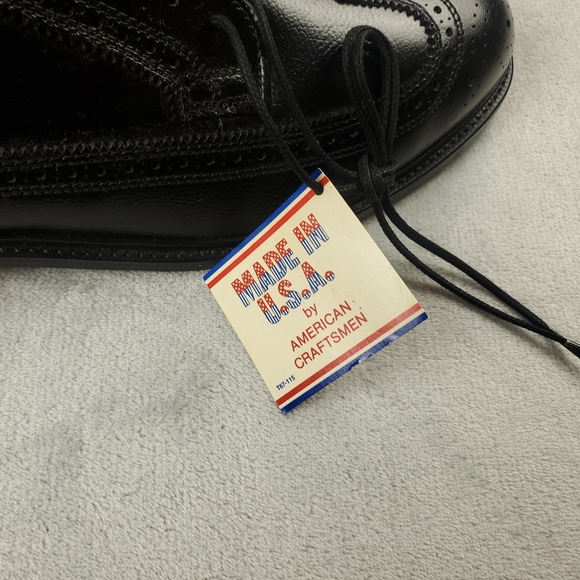 MADE IN
U.S.A.
by
AMERICAN
CRAFTSMEN
T67-115